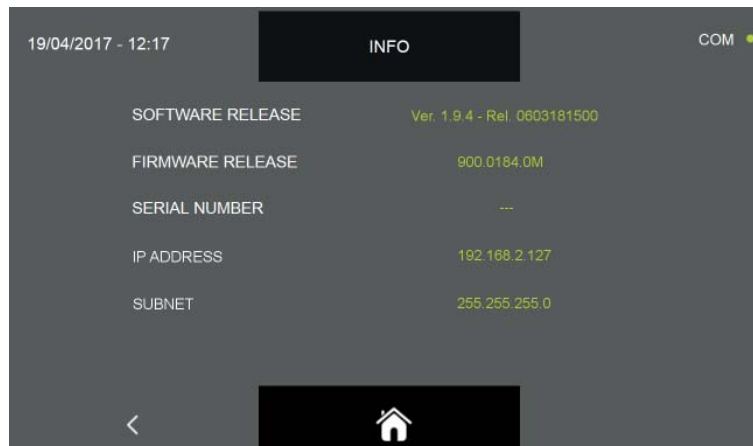 19/04/2017 - 12:17 INFO COM
SOFTWARE RELEASE Ver. 1.9.4 - Rel. 0603181500
FIRMWARE RELEASE 900.0184.0M
SERIAL NUMBER ---
IP ADDRESS 192.168.2.127
SUBNET 255.255.255.0